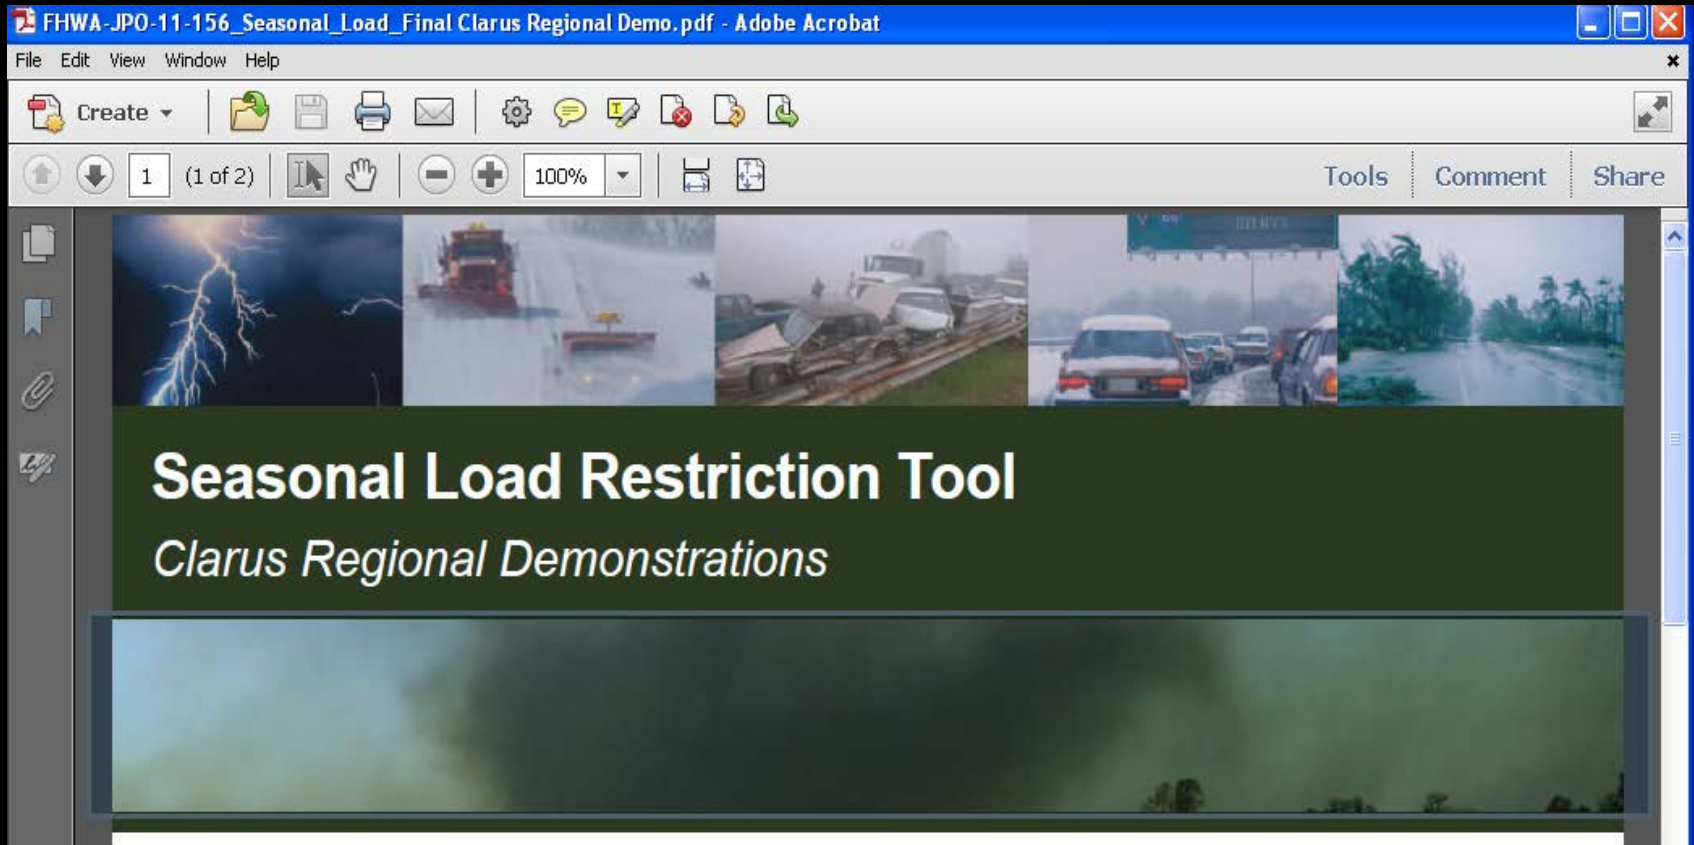 FHWA-JPO-11-156_Seasonal_Load_Final Clarus Regional Demo.pdf - Adobe Acrobat
File Edit View Window Help
Create
1 (1 of 2) 100% Tools Comment Share
Seasonal Load Restriction Tool
Clarus Regional Demonstrations